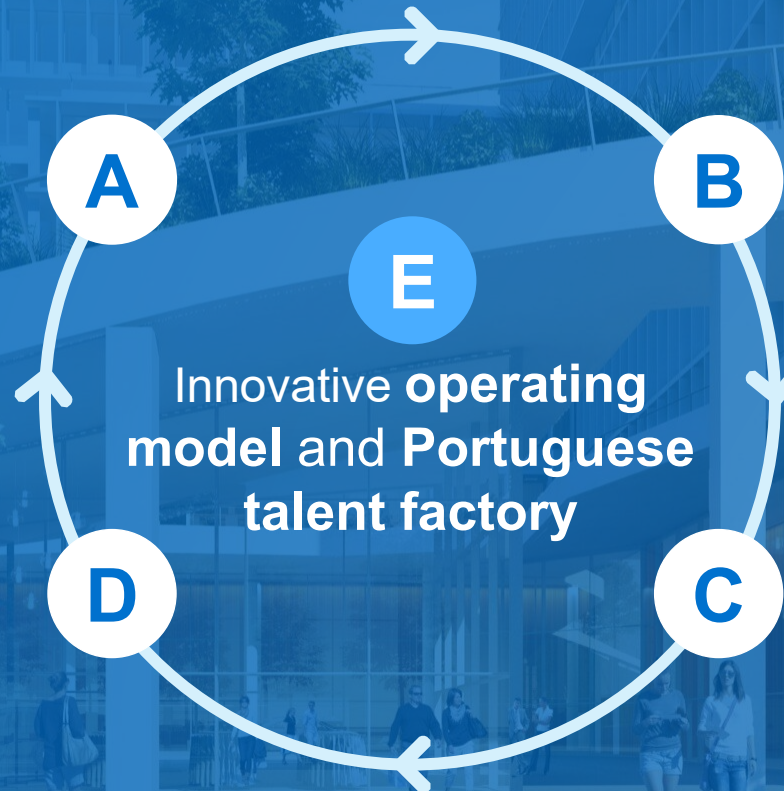 A
B
E
Innovative operating
model and Portuguese
talent factory
D
C